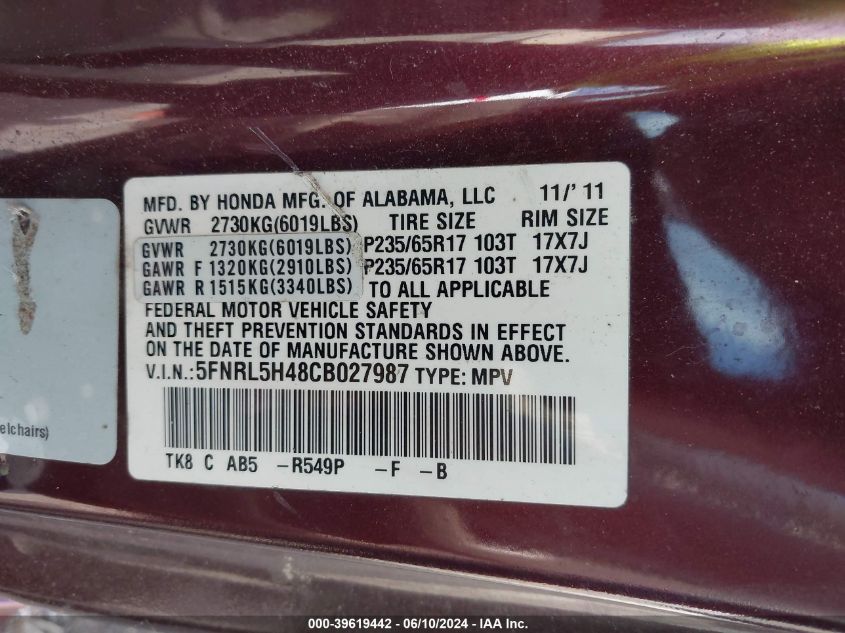 MFD. BY HONDA MFG. OF ALABAMA, LLC 11/'11
GVWR 2730KG(6019LBS) TIRE SIZE RIM SIZE
GVWR 2730KG(6019LBS) P235/65R17 103T 17X7J
GAWR F 1320KG(2910LBS) P235/65R17 103T 17X7J
GAWR R 1515KG(3340LBS) TO ALL APPLICABLE
FEDERAL MOTOR VEHICLE SAFETY
AND THEFT PREVENTION STANDARDS IN EFFECT
ON THE DATE OF MANUFACTURE SHOWN ABOVE.
V.I.N.:5FNRL5H48CB027987 TYPE: MPV
TK8 C AB5 -R549P -F -B
elchairs)
000-39619442 - 06/10/2024 - IAA Inc.